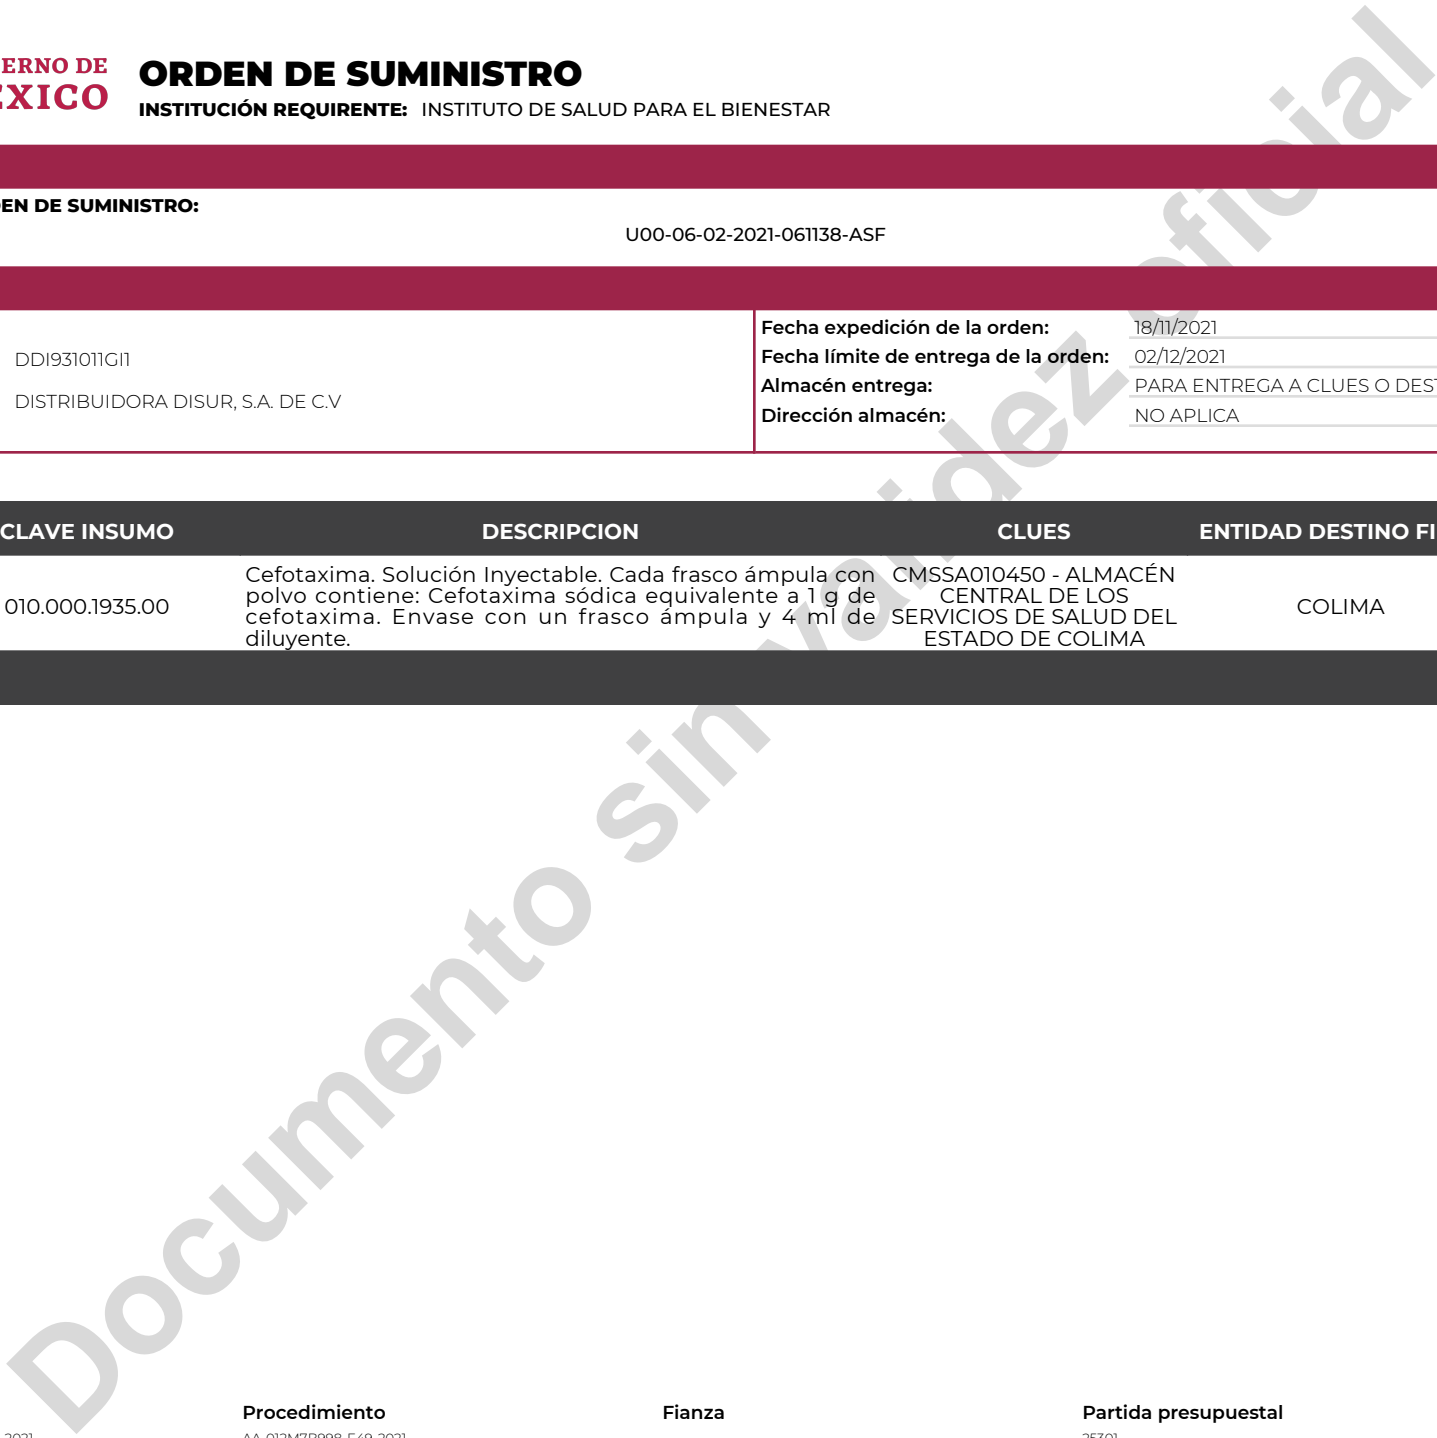 ERNO DE
ORDEN DE SUMINISTRO
EXICO
INSTITUCIÓN REQUIRENTE: INSTITUTO DE SALUD PARA EL BIENESTAR
EN DE SUMINISTRO:
U00-06-02-2021-061138-ASF
Fecha expedición de la orden: 18/11/2021
DDI931011GI1
Fecha límite de entrega de la orden: 02/12/2021
Almacén entrega: PARA ENTREGA A CLUES O DEST
DISTRIBUIDORA DISUR, S.A. DE C.V
Dirección almacén: NO APLICA
CLAVE INSUMO DESCRIPCION CLUES ENTIDAD DESTINO FI
010.000.1935.00
Cefotaxima. Solución Inyectable. Cada frasco ámpula con
polvo contiene: Cefotaxima sódica equivalente a 1 g de
cefotaxima. Envase con un frasco ámpula y 4 ml de
diluyente.
CMSSA010450 - ALMACÉN
CENTRAL DE LOS
SERVICIOS DE SALUD DEL
ESTADO DE COLIMA
COLIMA
Documento sin validez oficial
Procedimiento Fianza Partida presupuestal